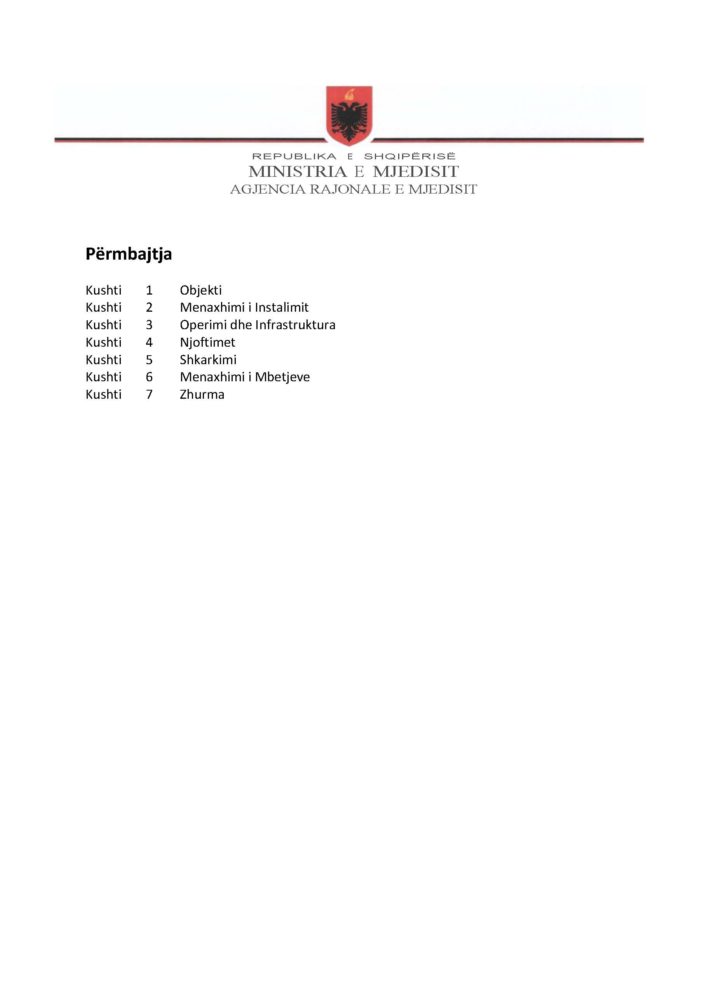 REPUBLIKA E SHQIPËRISË
MINISTRIA E MJEDISIT
AGJENCIA RAJONALE E MJEDISIT
Përmbajtja
Kushti 1 Objekti
Kushti 2 Menaxhimi i Instalimit
Kushti 3 Operimi dhe Infrastruktura
Kushti 4 Njoftimet
Kushti 5 Shkarkimi
Kushti 6 Menaxhimi i Mbetjeve
Kushti 7 Zhurma